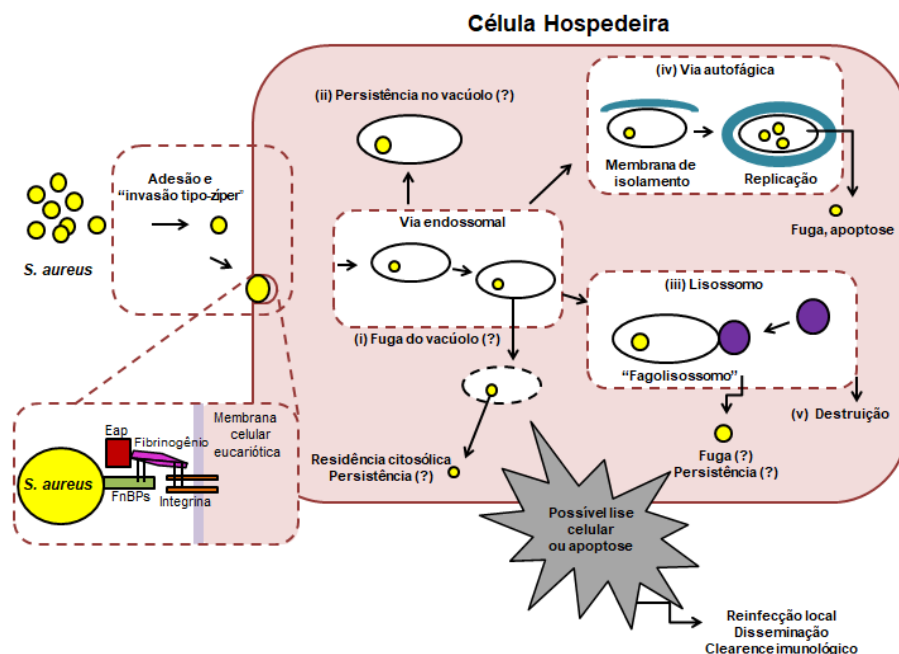 Célula Hospedeira
(iv) Via autofágica
(ii) Persistência no vacúolo (?)
Membrana de
isolamento
Replicação
Adesão e
“invasão tipo-zíper”
Fuga, apoptose
Via endossomal
S. aureus
(iii) Lisossomo
(i) Fuga do vacúolo (?)
“Fagolisossomo”
(v) Destruição
Eap
Fibrinogênio
Membrana
celular
eucariótica
S. aureus
FnBPs
Integrina
Residência citosólica
Persistência (?)
Fuga (?)
Persistência (?)
Possível lise
celular
ou apoptose
Reinfecção local
Disseminação
Clearence imunológico